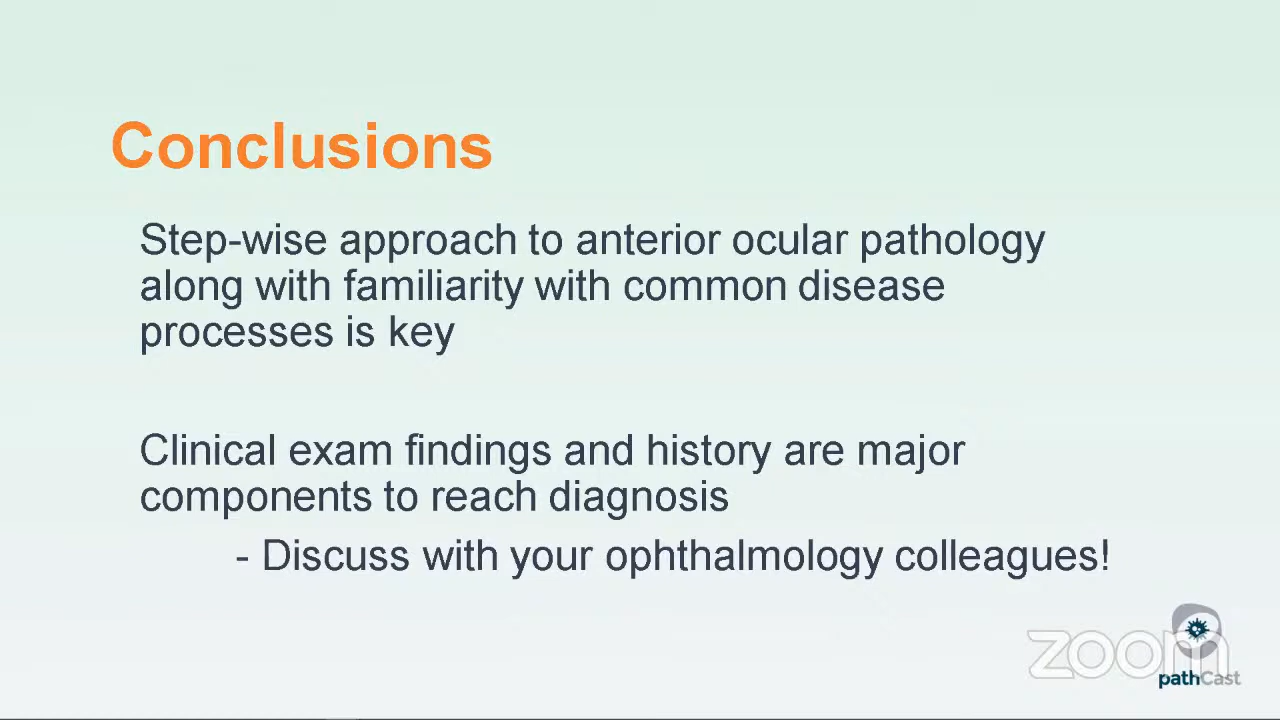 Conclusions
Step-wise approach to anterior ocular pathology
along with familiarity with common disease
processes is key
Clinical exam findings and history are major
components to reach diagnosis
- Discuss with your ophthalmology colleagues!
zoom
pathCast